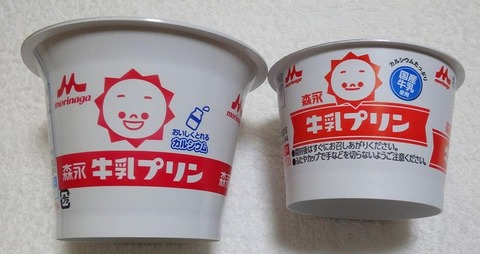 morinaga
おいしくとれる
カルシウム
森永 牛乳プリン
プラ
カルシウムたっぷり
国産
牛乳
使用
森永
牛乳プリン
●開封後はすぐにお召しあがりください。
●ふたやカップで手などを切らないようご注意ください。